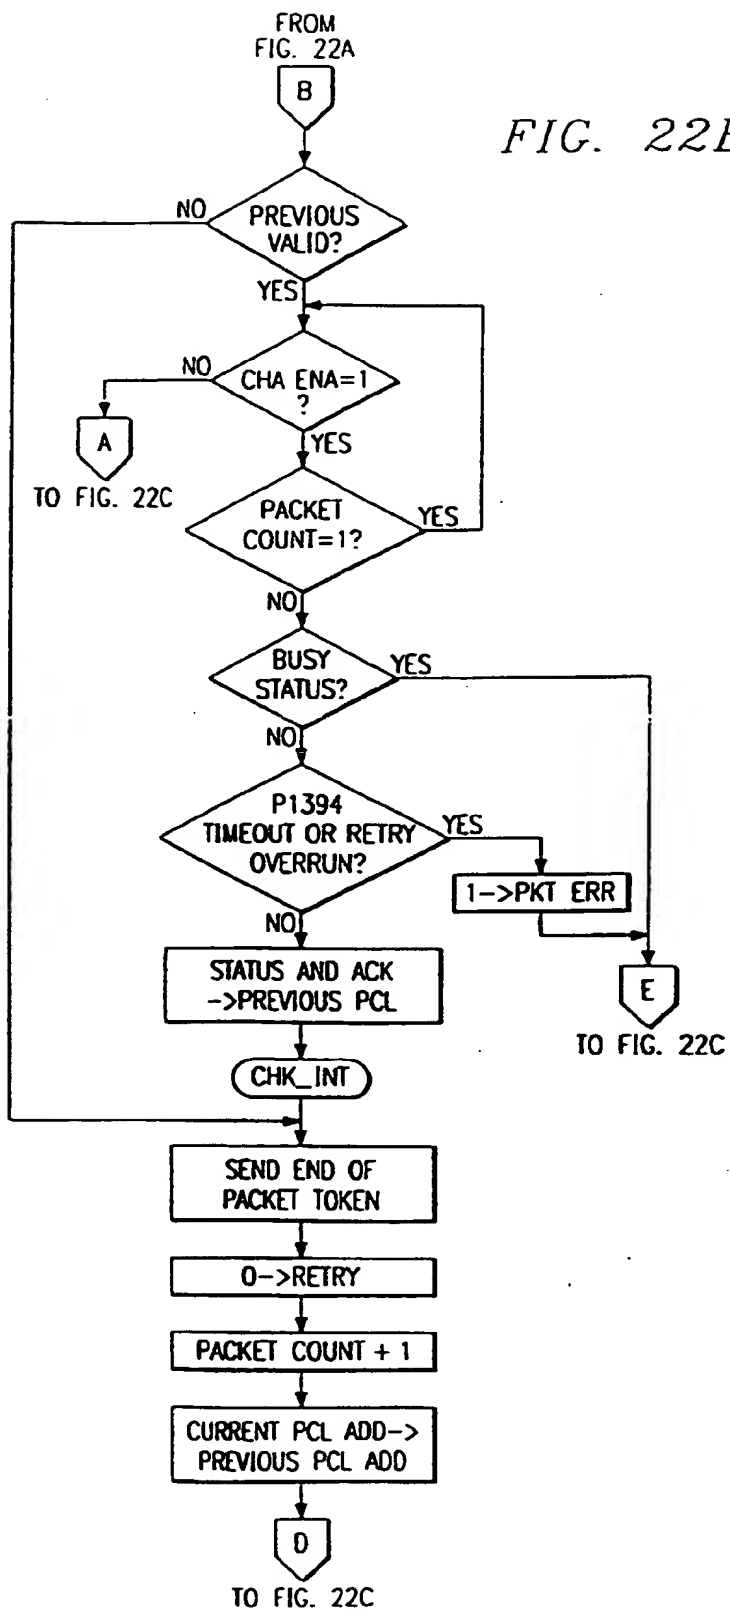 FROM
FIG. 22A
B
FIG. 22B
PREVIOUS
VALID?
NO
YES
CHA ENA=1
?
NO
A
TO FIG. 22C
YES
PACKET
COUNT=1?
YES
NO
BUSY
STATUS?
YES
NO
P1394
TIMEOUT OR RETRY
OVERRUN?
YES
1->PKT ERR
E
TO FIG. 22C
NO
STATUS AND ACK
->PREVIOUS PCL
CHK_INT
SEND END OF
PACKET TOKEN
0->RETRY
PACKET COUNT + 1
CURRENT PCL ADD->
PREVIOUS PCL ADD
D
TO FIG. 22C